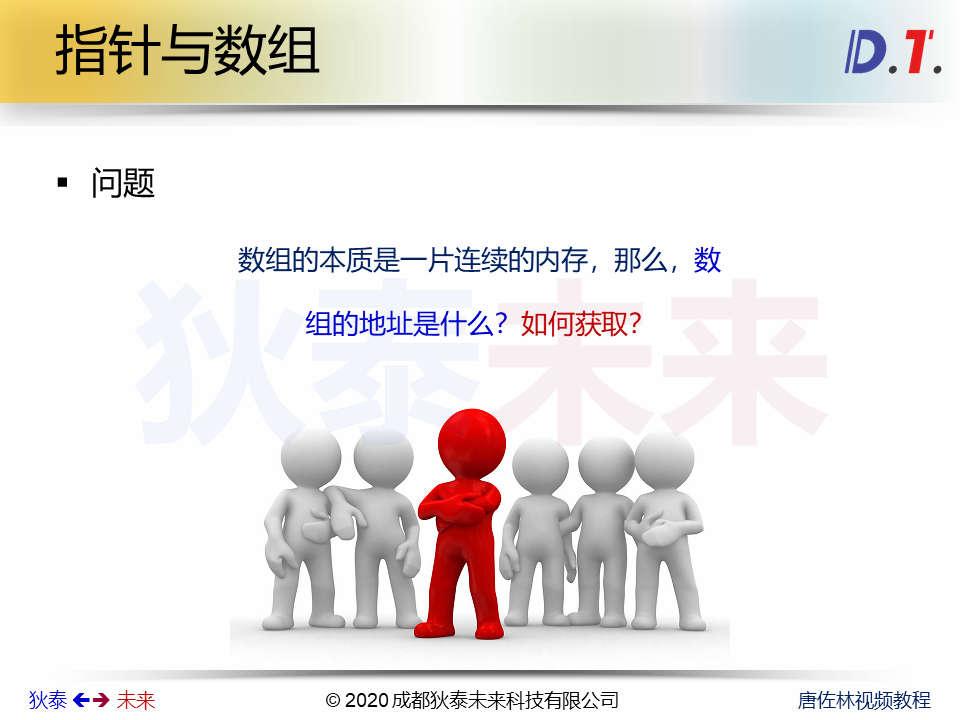 指针与数组
D.T.
▪ 问题
数组的本质是一片连续的内存，那么，数
组的地址是什么？如何获取？
狄泰未来
狄泰 ←→ 未来
© 2020 成都狄泰未来科技有限公司
唐佐林视频教程